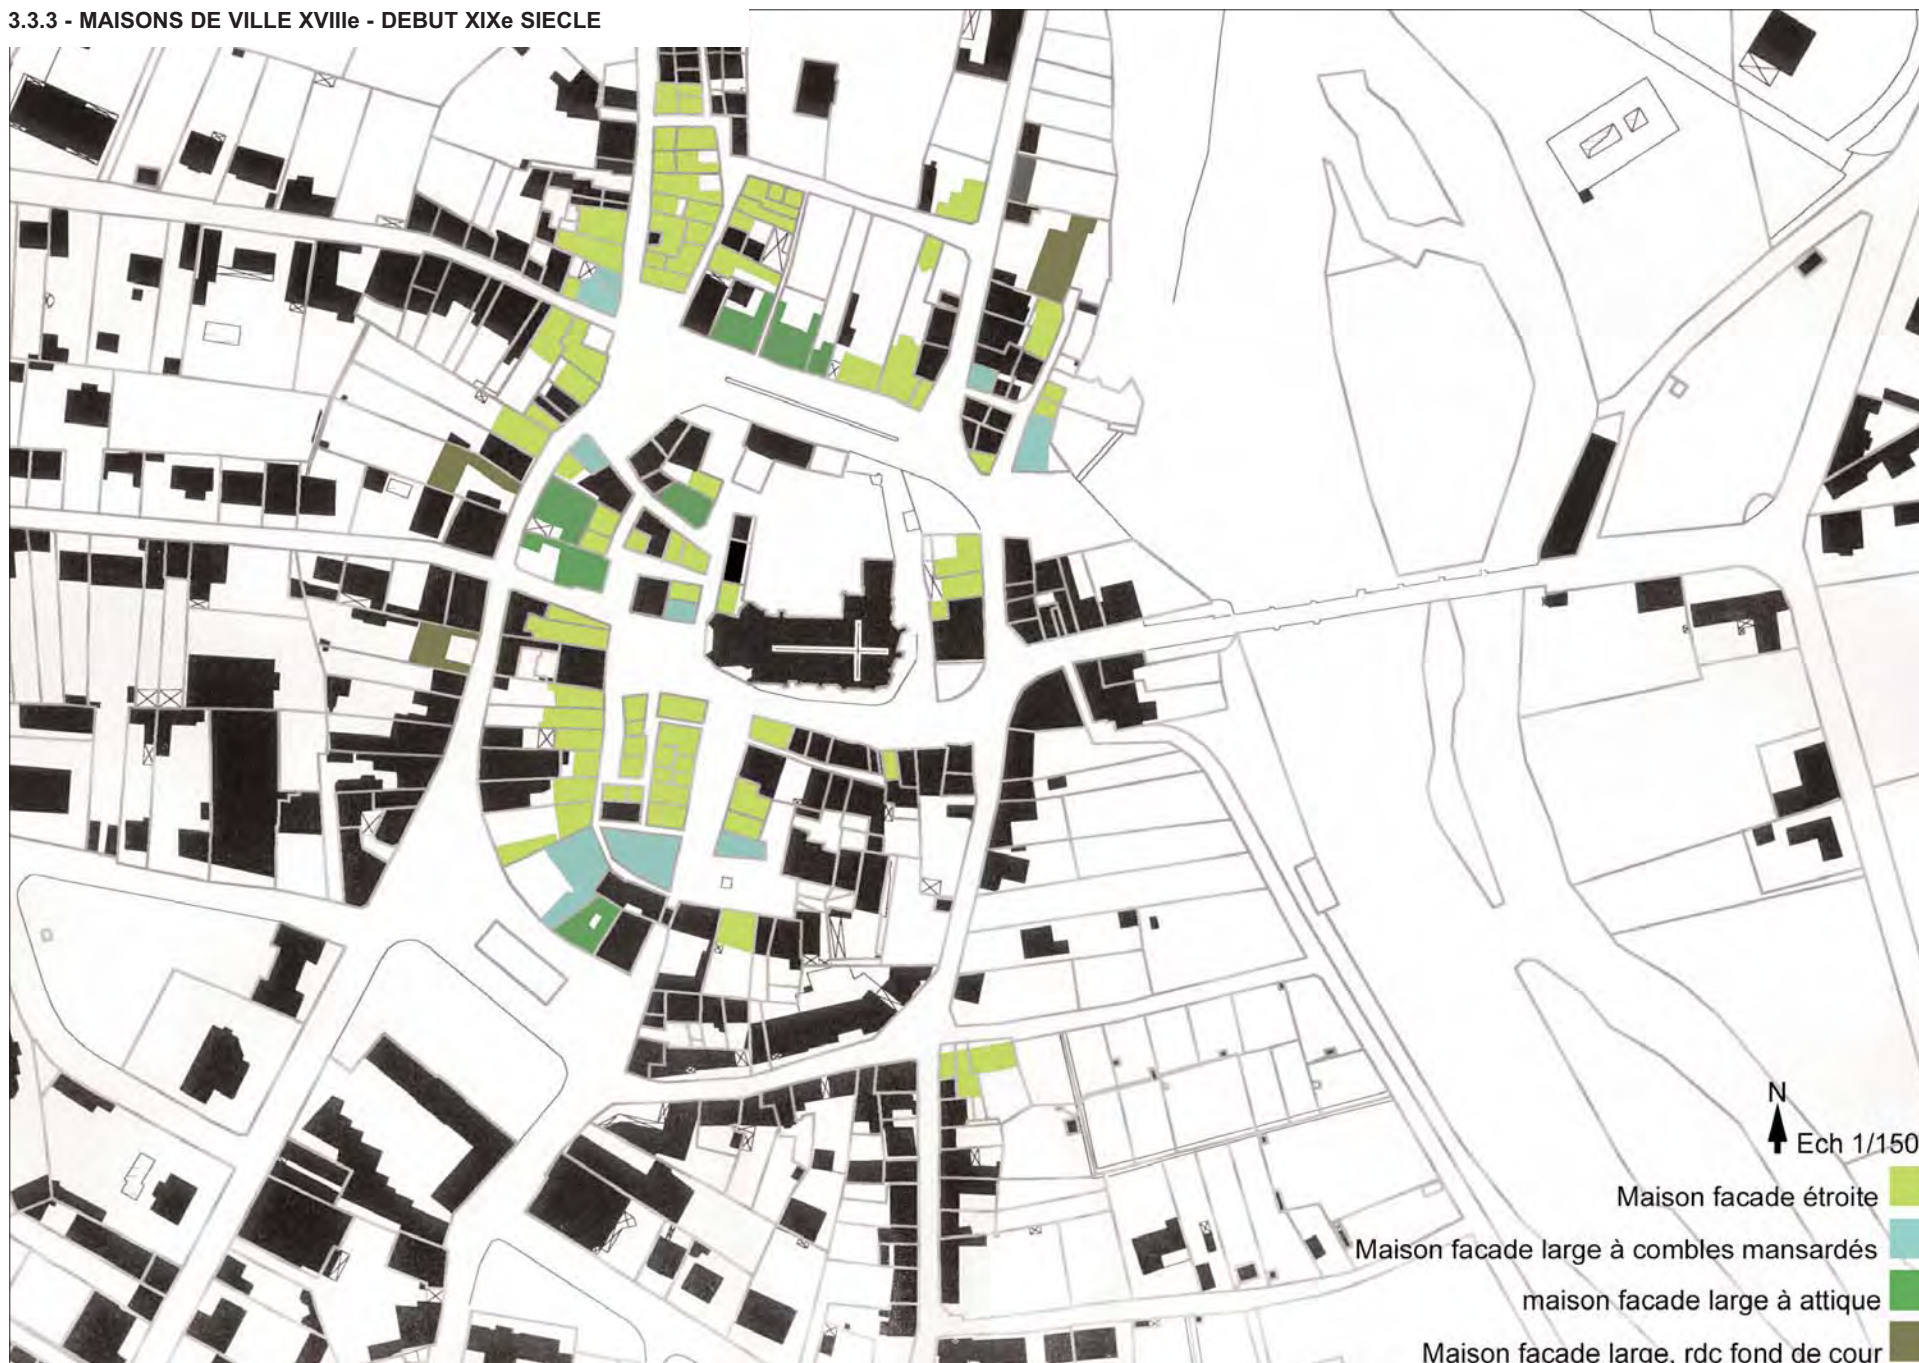 3.3.3 - MAISONS DE VILLE XVIIIe - DEBUT XIXe SIECLE
N
Ech 1/150
Maison facade étroite
Maison facade large à combles mansardés
maison facade large à attique
Maison facade large, rdc fond de cour